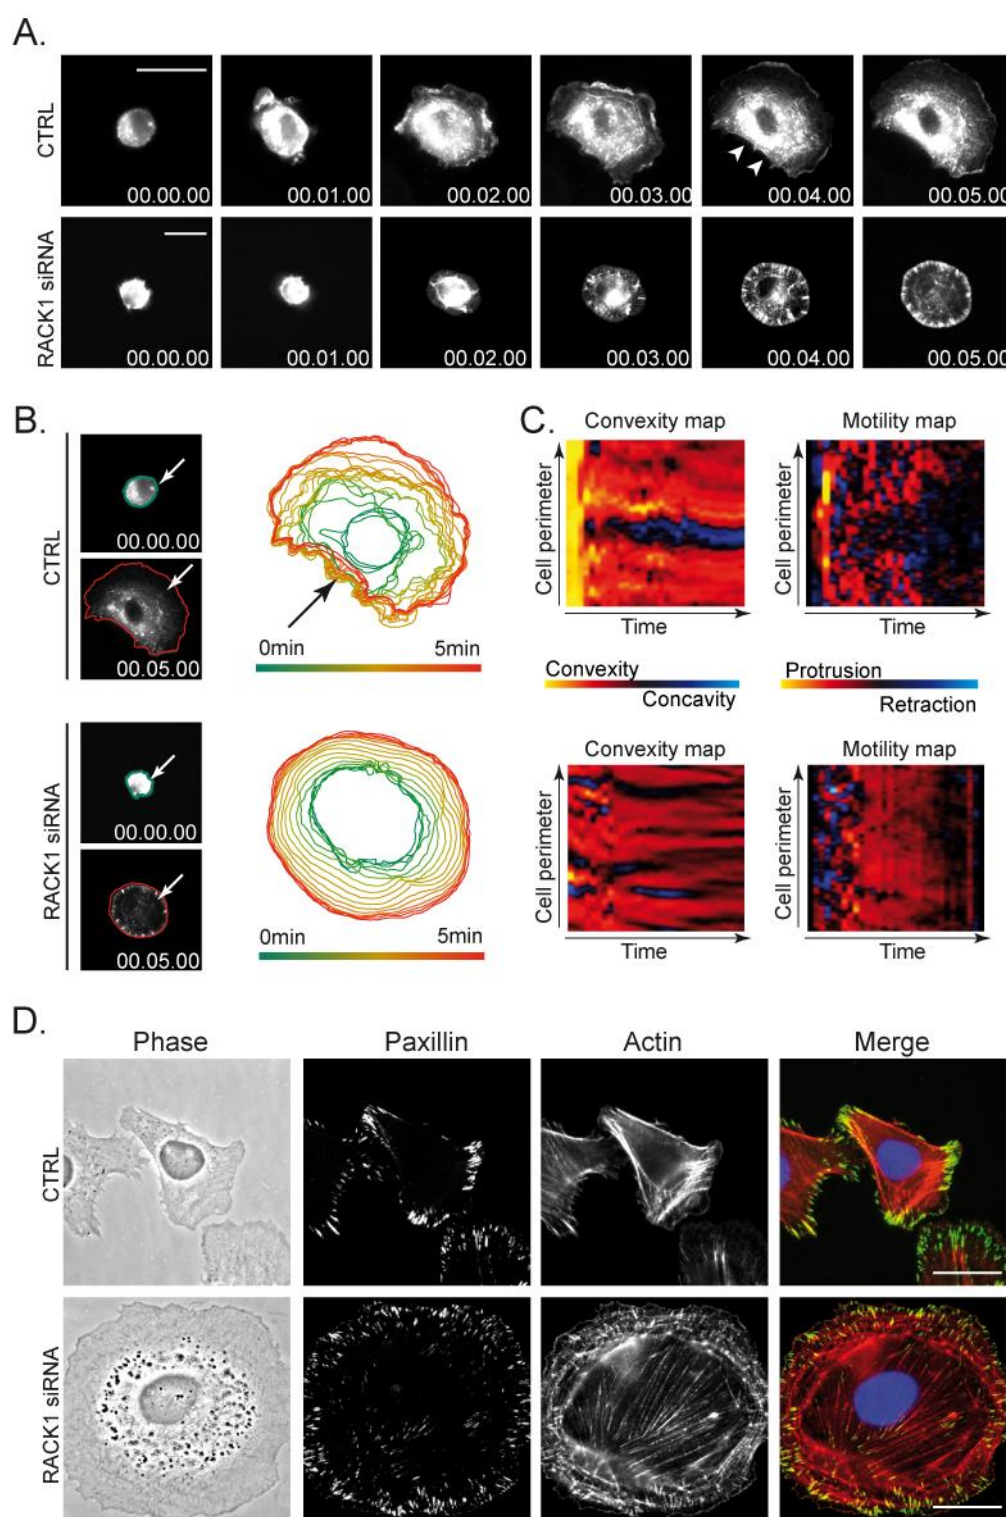 A.
CTRL
00.00.00 00.01.00 00.02.00 00.03.00 00.04.00 00.05.00
RACK1 siRNA
00.00.00 00.01.00 00.02.00 00.03.00 00.04.00 00.05.00
B.
CTRL
00.00.00
00.05.00
0min 5min
RACK1 siRNA
00.00.00
00.05.00
0min 5min
C.
Convexity map Motility map
Cell perimeter Cell perimeter
Time Time
Convexity Protrusion
Concavity Retraction
Convexity map Motility map
Cell perimeter Cell perimeter
Time Time
D.
Phase Paxillin Actin Merge
CTRL
RACK1 siRNA